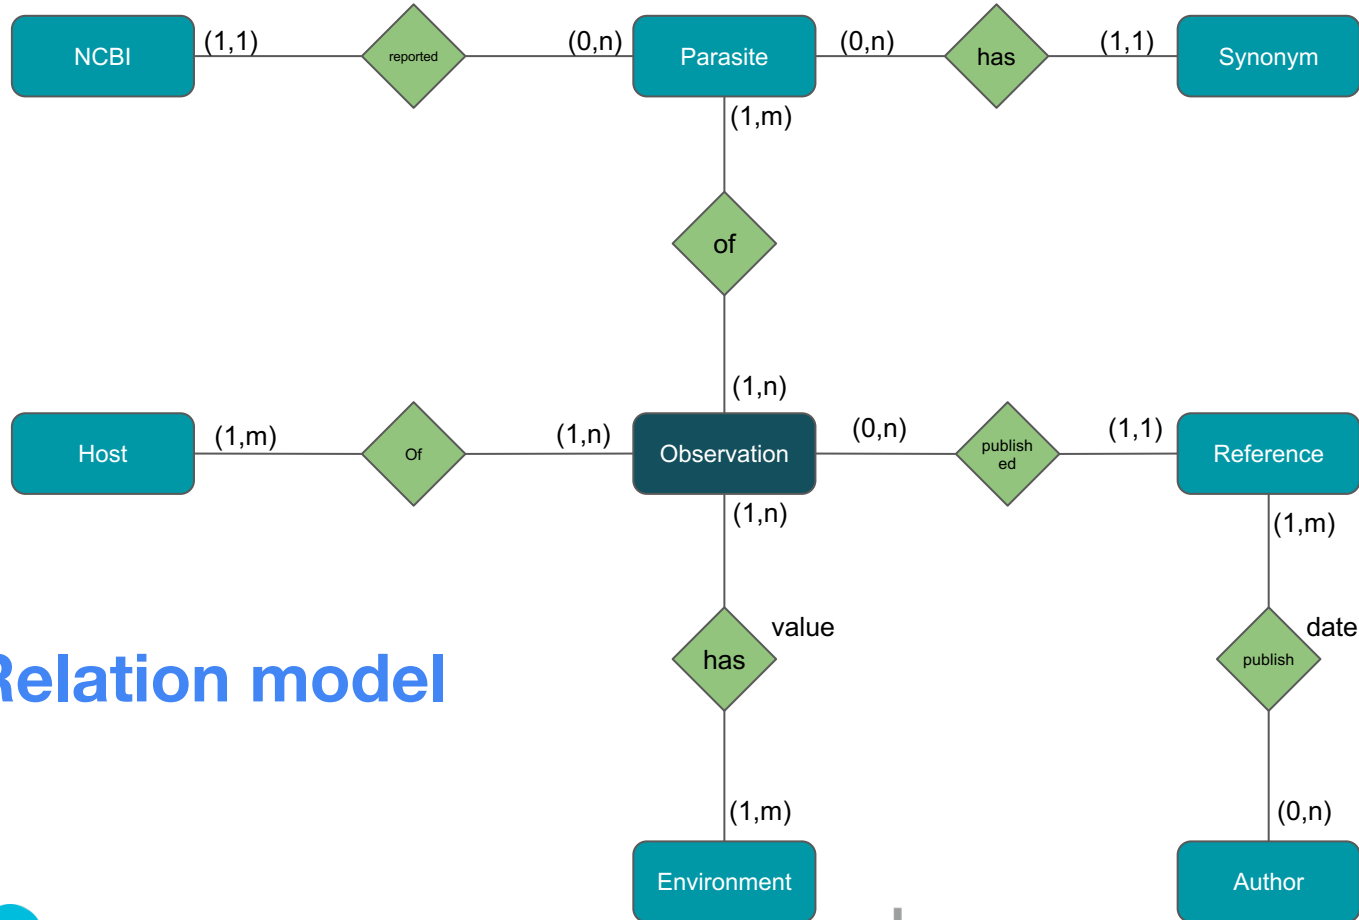 NCBI
(1,1)
reported
(0,n)
Parasite
(0,n)
has
(1,1)
Synonym
(1,m)
of
(1,n)
Host
(1,m)
Of
(1,n)
Observation
(0,n)
publish
ed
(1,1)
Reference
(1,n)
(1,m)
has
value
publish
date
Relation model
(1,m)
(0,n)
Environment
Author